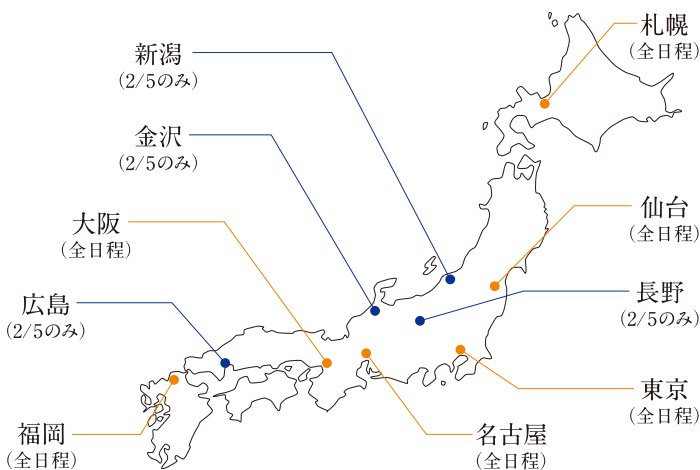 札幌
(全日程)
新潟
(2/5のみ)
金沢
(2/5のみ)
大阪
(全日程)
仙台
(全日程)
広島
(2/5のみ)
長野
(2/5のみ)
東京
(全日程)
福岡
(全日程)
名古屋
(全日程)